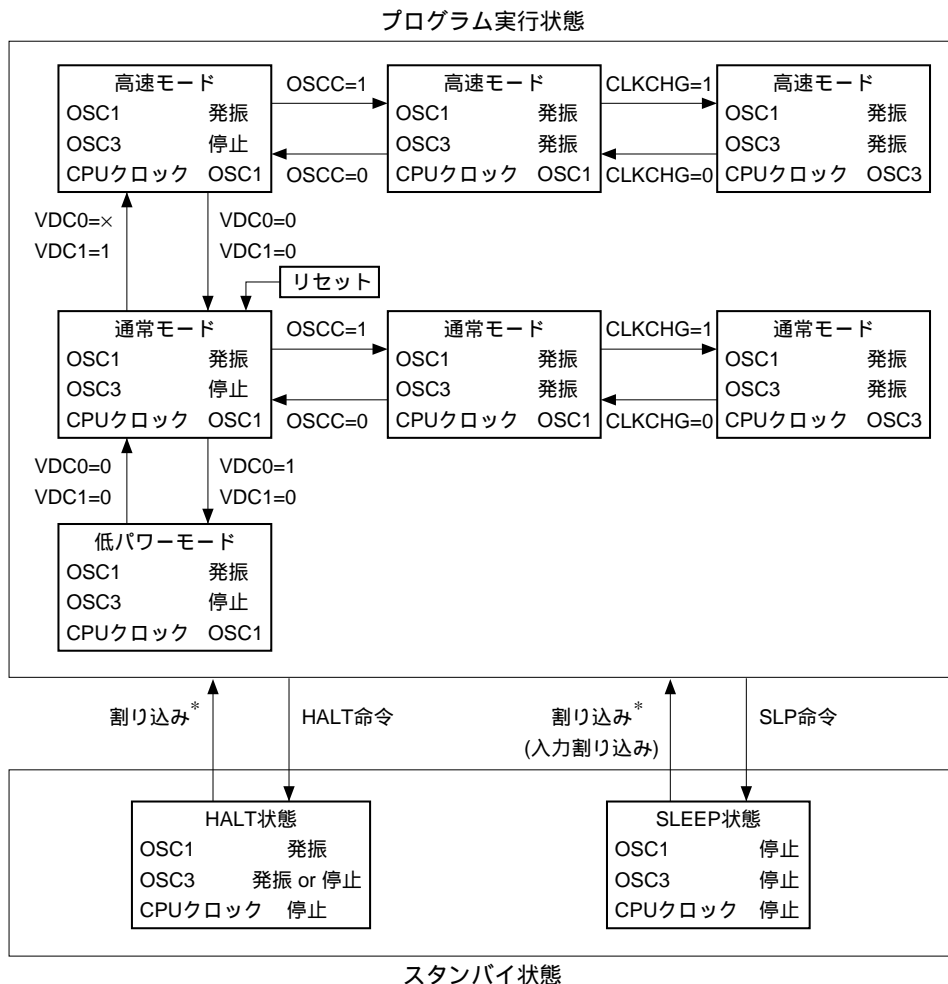 プログラム実行状態
高速モード
OSC1 発振
OSC3 停止
CPUクロック OSC1
OSCC=1
OSCC=0
高速モード
OSC1 発振
OSC3 発振
CPUクロック OSC1
CLKCHG=1
CLKCHG=0
高速モード
OSC1 発振
OSC3 発振
CPUクロック OSC3
VDC0=×
VDC1=1
VDC0=0
VDC1=0
リセット
通常モード
OSC1 発振
OSC3 停止
CPUクロック OSC1
OSCC=1
OSCC=0
通常モード
OSC1 発振
OSC3 発振
CPUクロック OSC1
CLKCHG=1
CLKCHG=0
通常モード
OSC1 発振
OSC3 発振
CPUクロック OSC3
VDC0=0
VDC1=0
VDC0=1
VDC1=0
低パワーモード
OSC1 発振
OSC3 停止
CPUクロック OSC1
割り込み*
HALT命令
割り込み*
(入力割り込み)
SLP命令
HALT状態
OSC1 発振
OSC3 発振 or 停止
CPUクロック 停止
SLEEP状態
OSC1 停止
OSC3 停止
CPUクロック 停止
スタンバイ状態